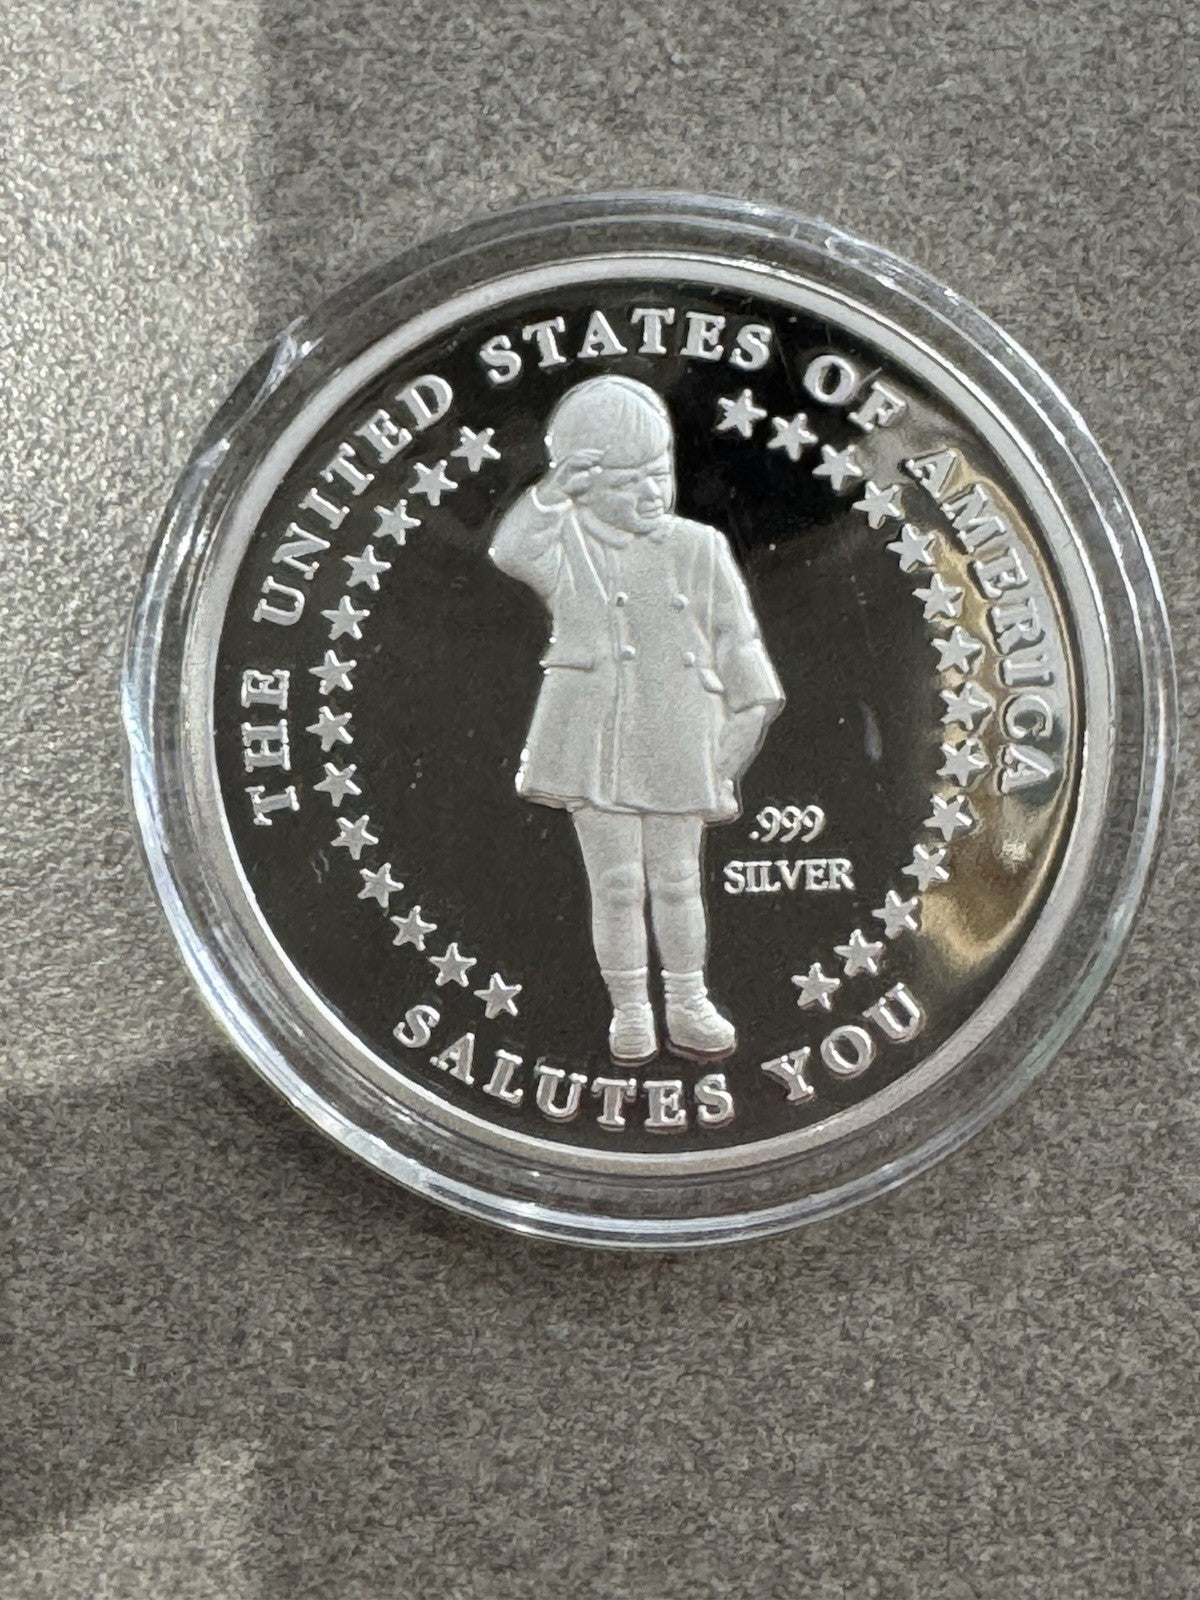 THE UNITED STATES OF AMERICA
.999
SILVER
SALUTES YOU